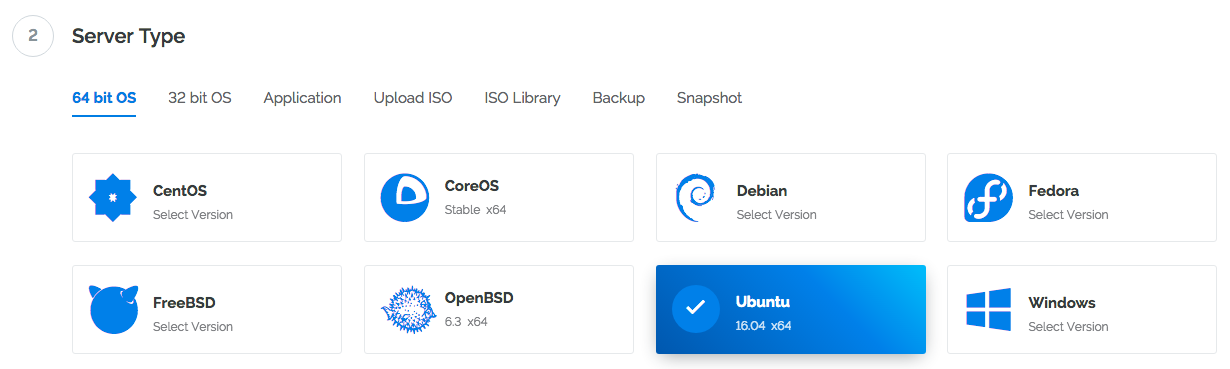 2 Server Type
64 bit OS 32 bit OS Application Upload ISO ISO Library Backup Snapshot
CentOS
Select Version
CoreOS
Stable x64
Debian
Select Version
Fedora
Select Version
FreeBSD
Select Version
OpenBSD
6.3 x64
Ubuntu
16.04 x64
Windows
Select Version